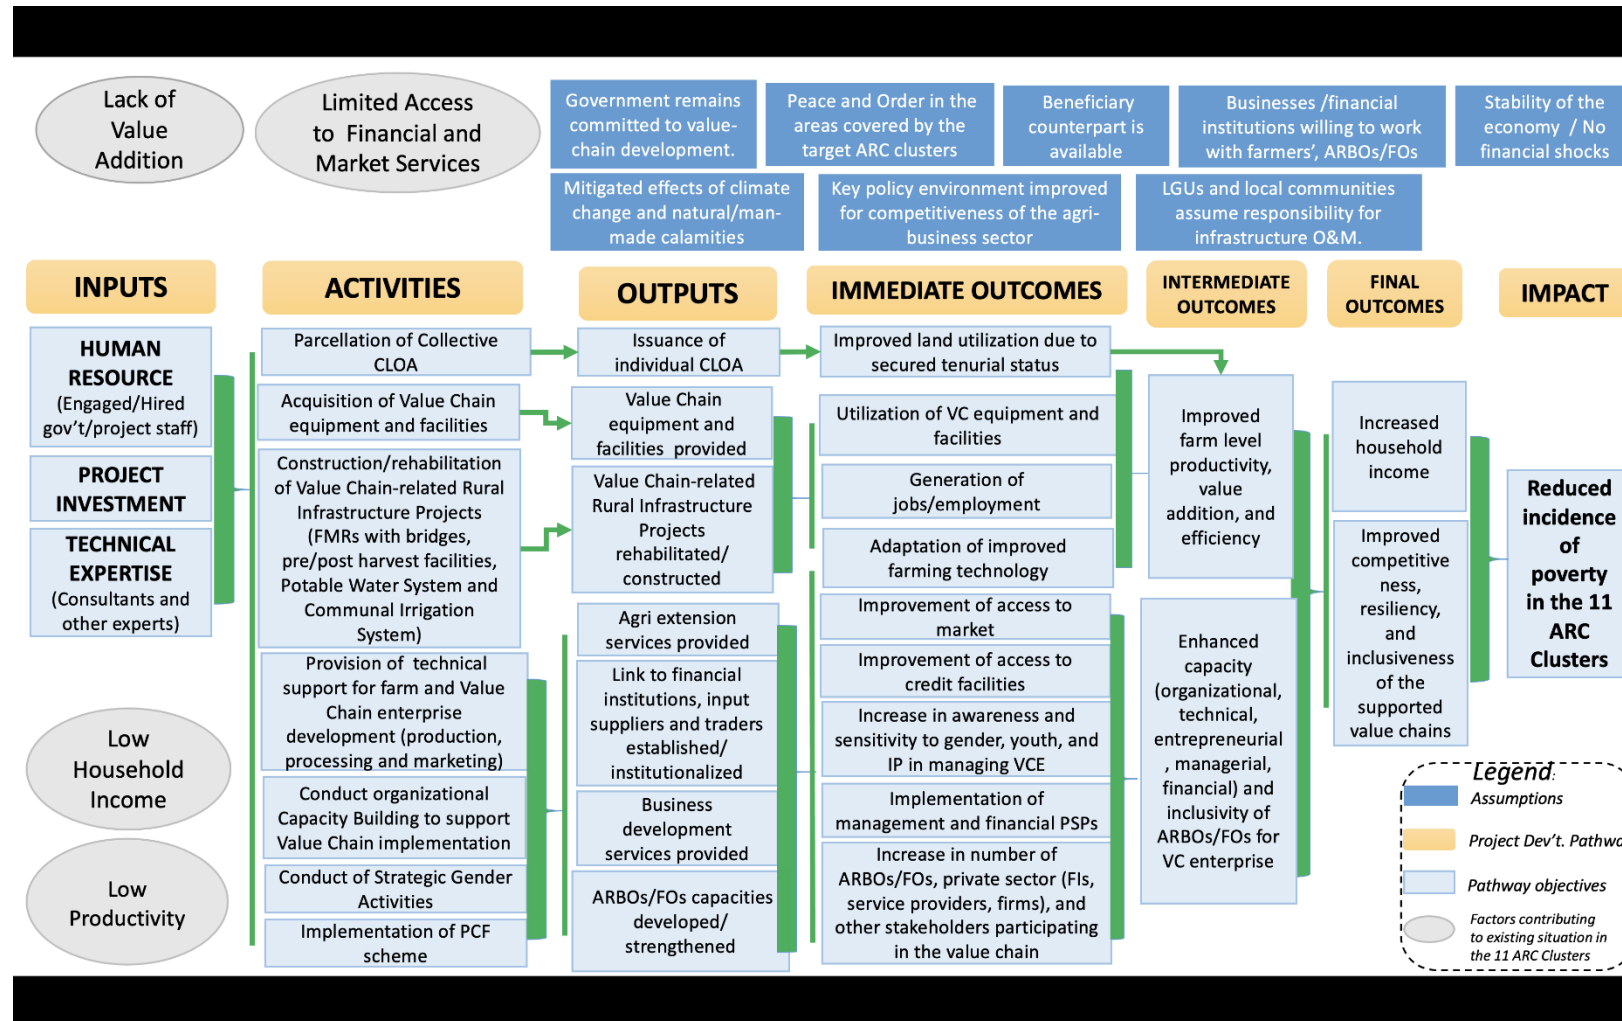 Lack of
Value
Addition
Limited Access
to Financial and
Market Services
Government remains
committed to value-
chain development.
Peace and Order in the
areas covered by the
target ARC clusters
Beneficiary
counterpart is
available
Businesses /financial
institutions willing to work
with farmers’, ARBOs/FOs
Stability of the
economy / No
financial shocks
Mitigated effects of climate
change and natural/man-
made calamities
Key policy environment improved
for competitiveness of the agri-
business sector
LGUs and local communities
assume responsibility for
infrastructure O&M.
INPUTS
ACTIVITIES
OUTPUTS
IMMEDIATE OUTCOMES
INTERMEDIATE
OUTCOMES
FINAL
OUTCOMES
IMPACT
HUMAN
RESOURCE
(Engaged/Hired
gov’t/project staff)
PROJECT
INVESTMENT
TECHNICAL
EXPERTISE
(Consultants and
other experts)
Low
Household
Income
Low
Productivity
Parcellation of Collective
CLOA
Acquisition of Value Chain
equipment and facilities
Construction/rehabilitation
of Value Chain-related Rural
Infrastructure Projects
(FMRs with bridges,
pre/post harvest facilities,
Potable Water System and
Communal Irrigation
System)
Provision of technical
support for farm and Value
Chain enterprise
development (production,
processing and marketing)
Conduct organizational
Capacity Building to support
Value Chain implementation
Conduct of Strategic Gender
Activities
Implementation of PCF
scheme
Issuance of
individual CLOA
Value Chain
equipment and
facilities provided
Value Chain-related
Rural Infrastructure
Projects
rehabilitated/
constructed
Agri extension
services provided
Link to financial
institutions, input
suppliers and traders
established/
institutionalized
Business
development
services provided
ARBOs/FOs capacities
developed/
strengthened
Improved land utilization due to
secured tenurial status
Utilization of VC equipment and
facilities
Generation of
jobs/employment
Adaptation of improved
farming technology
Improvement of access to
market
Improvement of access to
credit facilities
Increase in awareness and
sensitivity to gender, youth, and
IP in managing VCE
Implementation of
management and financial PSPs
Increase in number of
ARBOs/FOs, private sector (FIs,
service providers, firms), and
other stakeholders participating
in the value chain
Improved
farm level
productivity,
value
addition, and
efficiency
Enhanced
capacity
(organizational,
technical,
entrepreneurial
, managerial,
financial) and
inclusivity of
ARBOs/FOs for
VC enterprise
Increased
household
income
Improved
competitive
ness,
resiliency,
and
inclusiveness
of the
supported
value chains
Reduced
incidence
of
poverty
in the 11
ARC
Clusters
Legend:
Assumptions
Project Dev’t. Pathwa
Pathway objectives
Factors contributing
to existing situation in
the 11 ARC Clusters